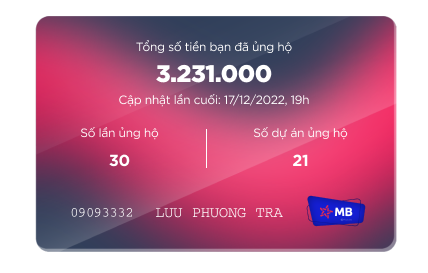 Tổng số tiền bạn đã ủng hộ
3.231.000
Cập nhật lần cuối: 17/12/2022, 19h
Số lần ủng hộ
Số dự án ủng hộ
30
21
09093332 LUU PHUONG TRA
MB